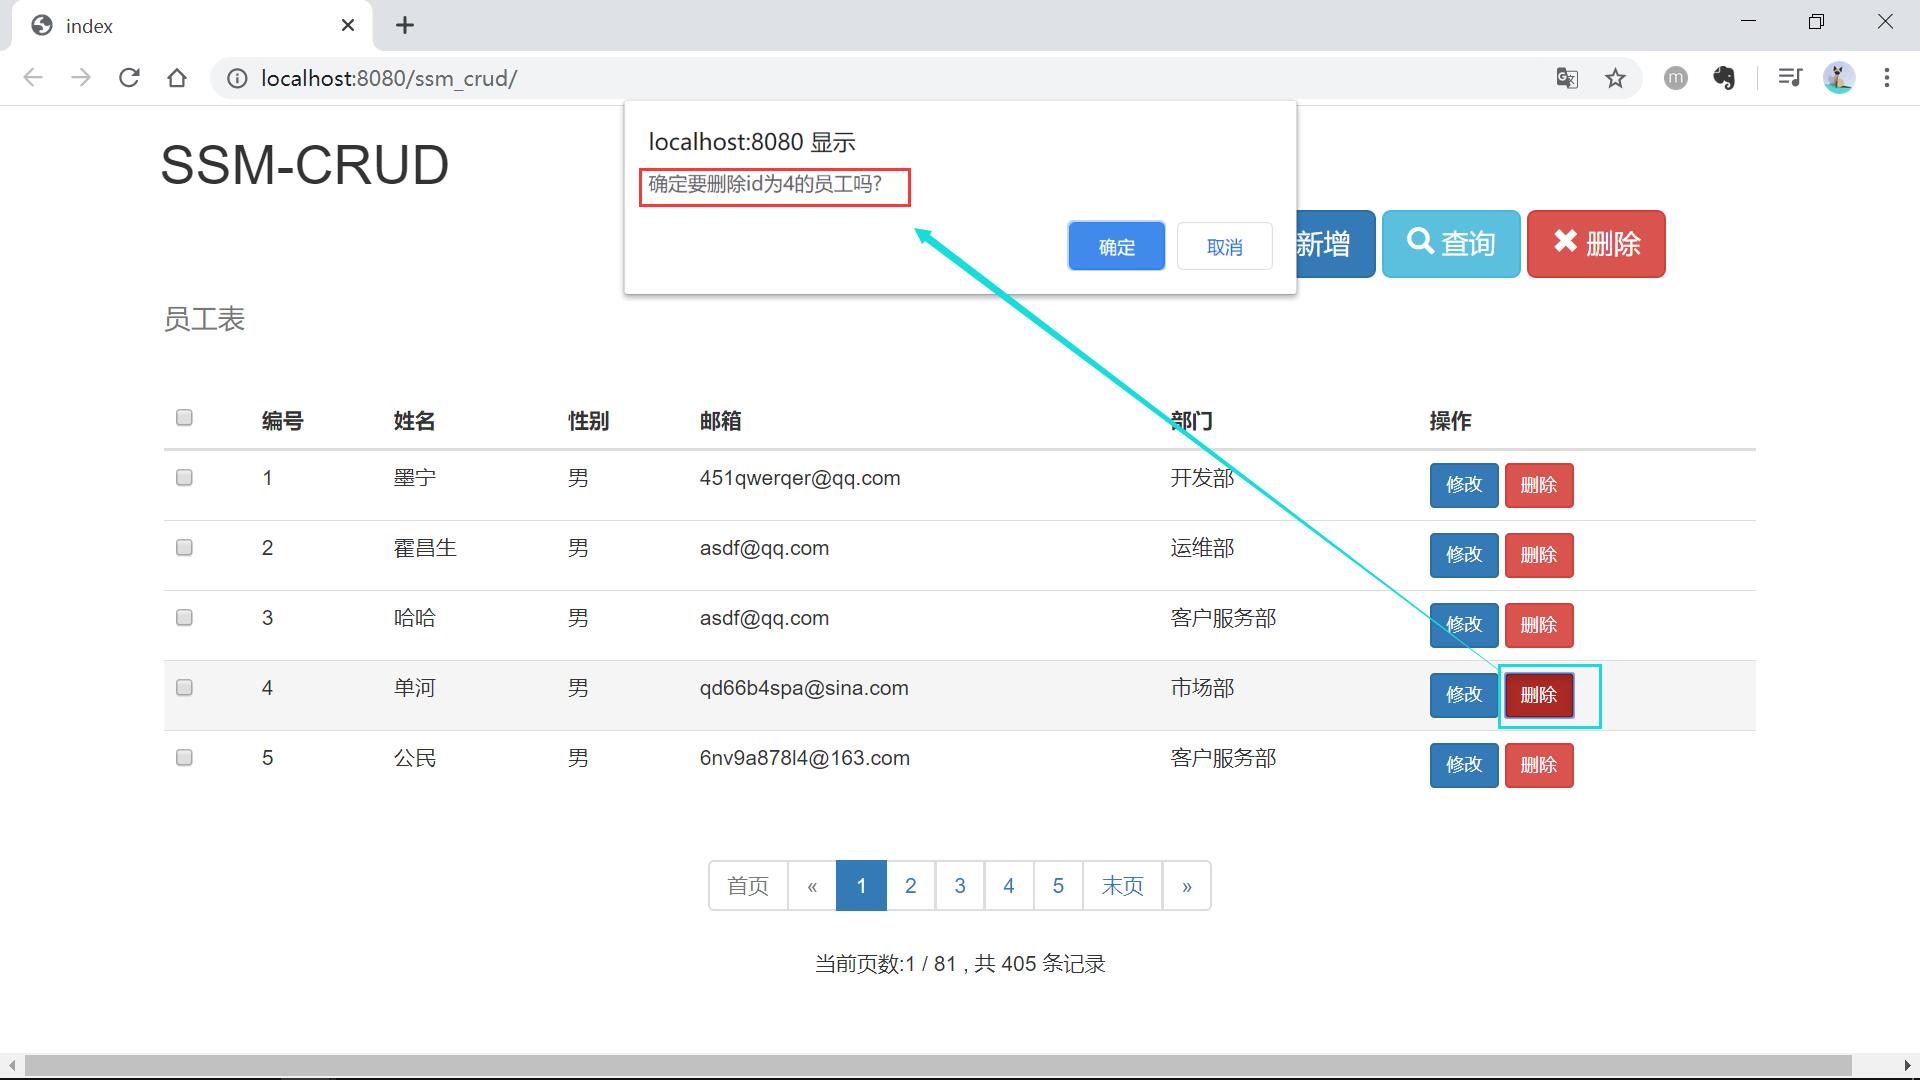 index
localhost:8080/ssm_crud/
m
localhost:8080 显示
确定要删除id为4的员工吗?
确定 取消
SSM-CRUD
新增 查询 删除
员工表
编号 姓名 性别 邮箱 部门 操作
1 墨宁 男 451qwerqer@qq.com 开发部 修改 删除
2 霍昌生 男 asdf@qq.com 运维部 修改 删除
3 哈哈 男 asdf@qq.com 客户服务部 修改 删除
4 单河 男 qd66b4spa@sina.com 市场部 修改 删除
5 公民 男 6nv9a878l4@163.com 客户服务部 修改 删除
首页 « 1 2 3 4 5 末页 »
当前页数:1 / 81 , 共 405 条记录